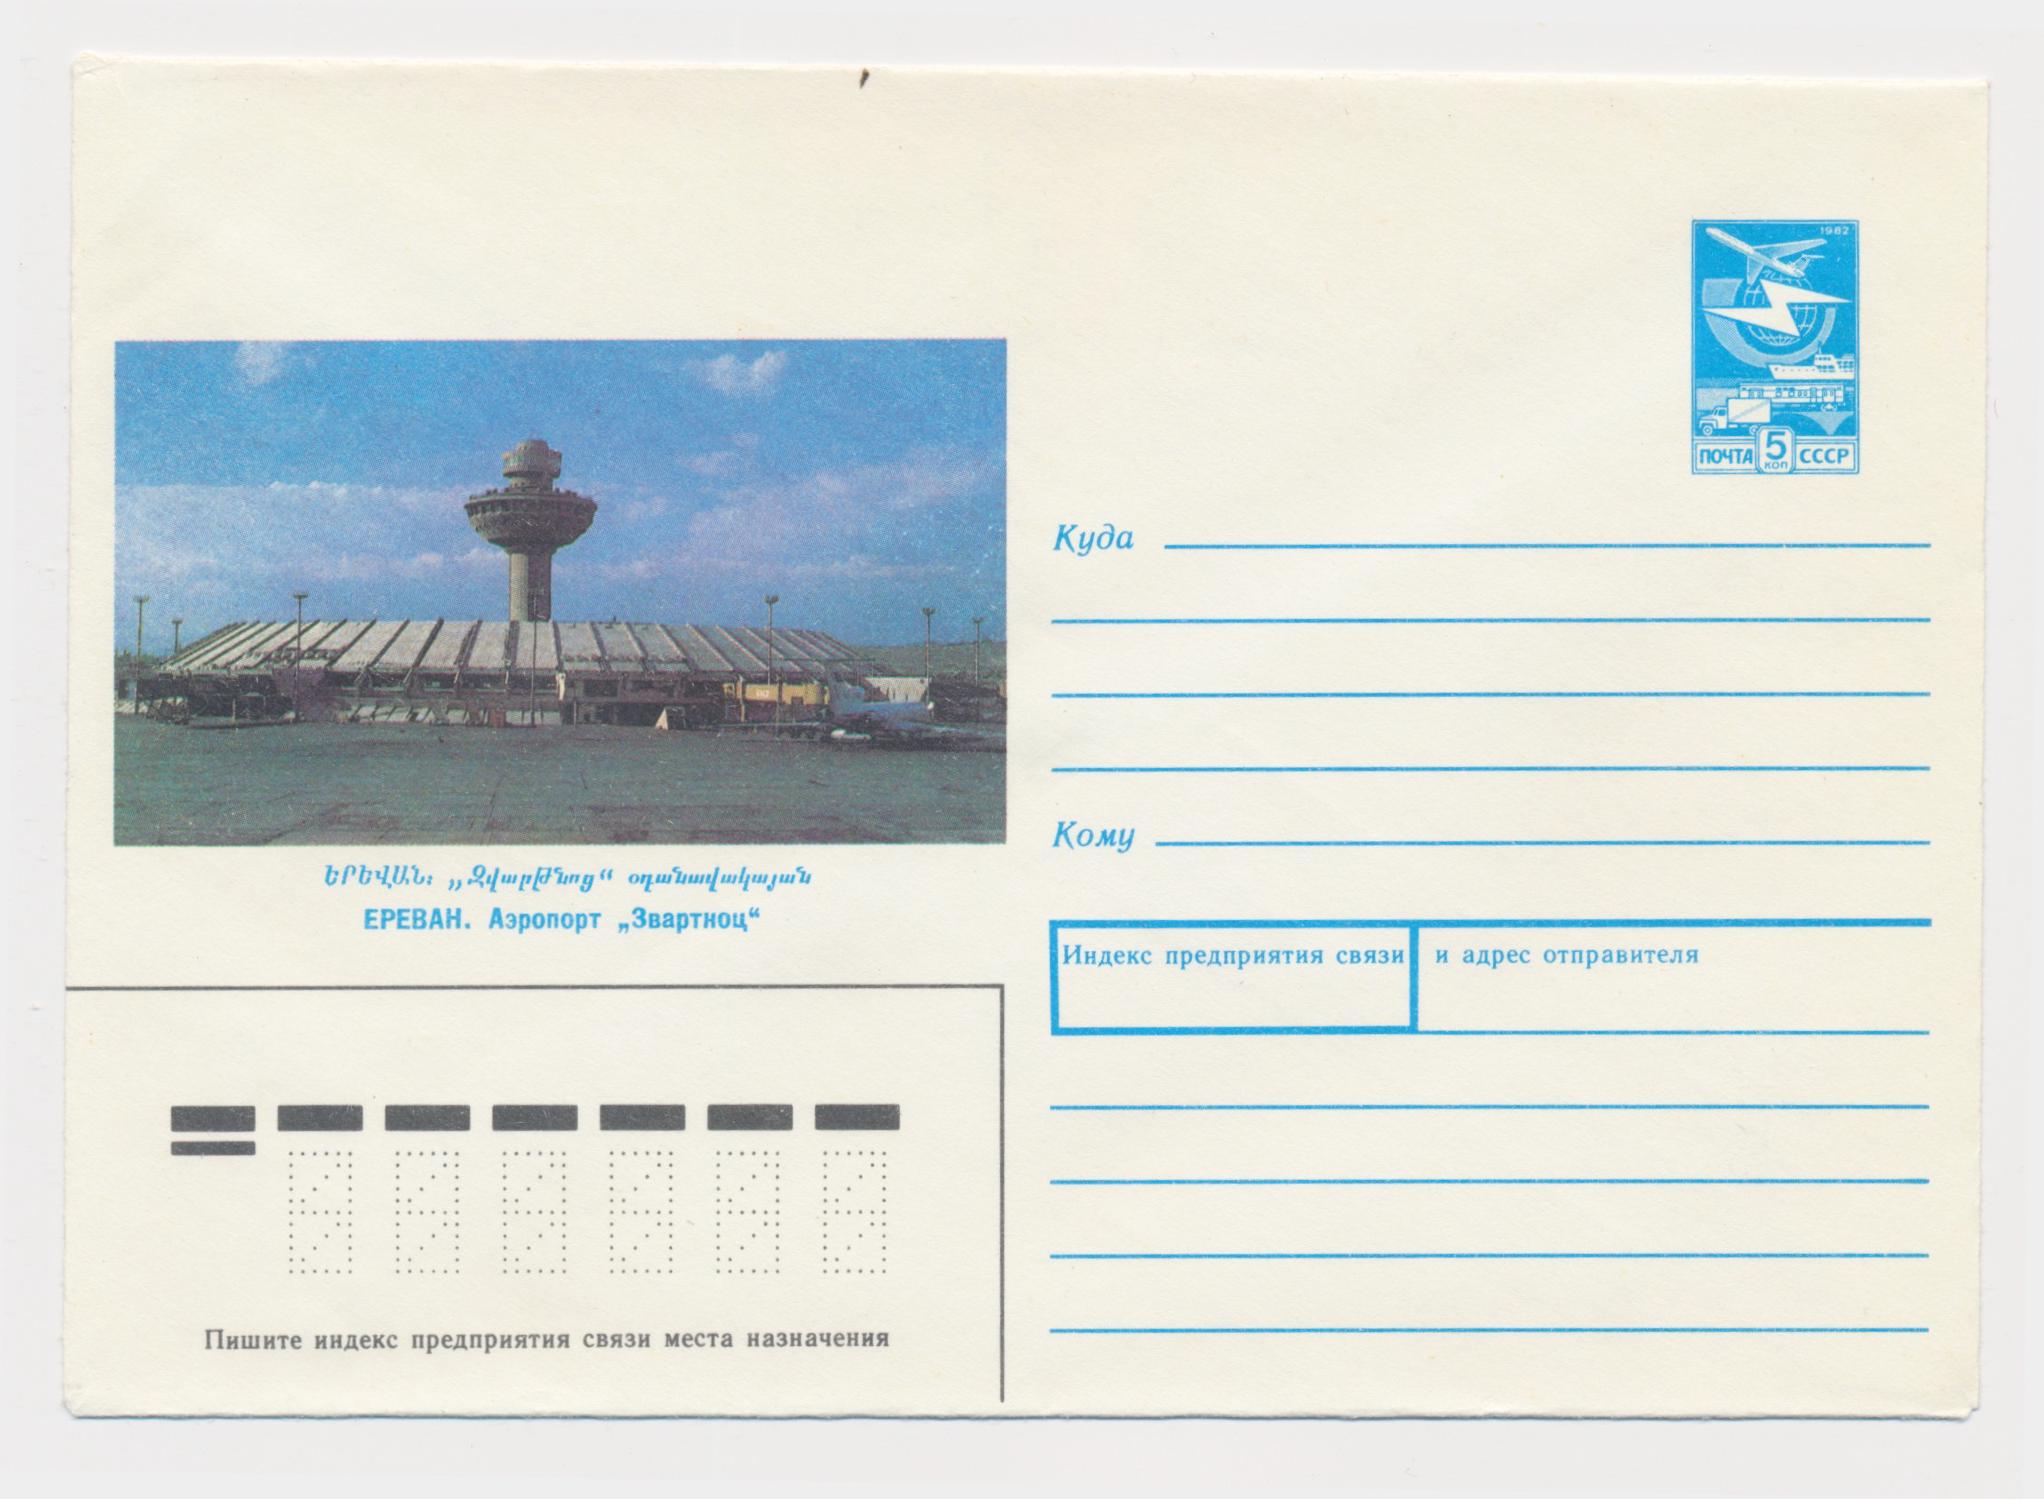 1982
ПОЧТА 5 КОП СССР
Куда
Кому
ԵՐԵՎԱՆ: „Զվարթնոց“ օդանավակայան
ЕРЕВАН. Аэропорт „Звартноц“
Индекс предприятия связи и адрес отправителя
Пишите индекс предприятия связи места назначения